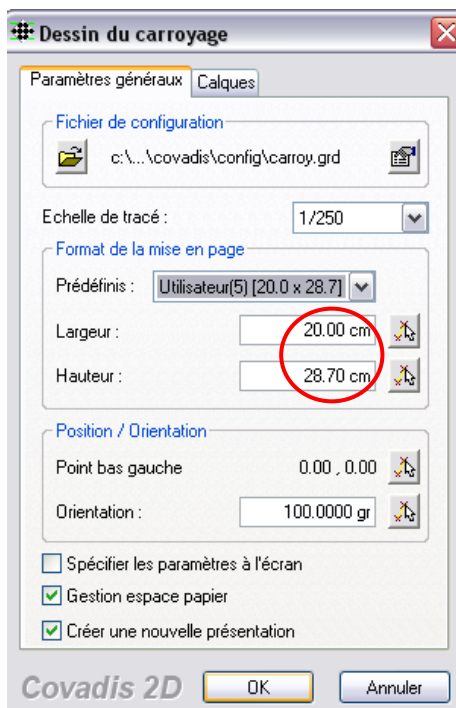 Dessin du carroyage
Paramètres généraux Calques
Fichier de configuration
c:\...\covadis\config\carroy.grd
Echelle de tracé : 1/250
Format de la mise en page
Prédéfinis : Utilisateur(5) [20.0 x 28.7]
Largeur : 20.00 cm
Hauteur : 28.70 cm
Position / Orientation
Point bas gauche 0.00 , 0.00
Orientation : 100.0000 gr
Spécifier les paramètres à l'écran
Gestion espace papier
Créer une nouvelle présentation
Covadis 2D OK Annuler